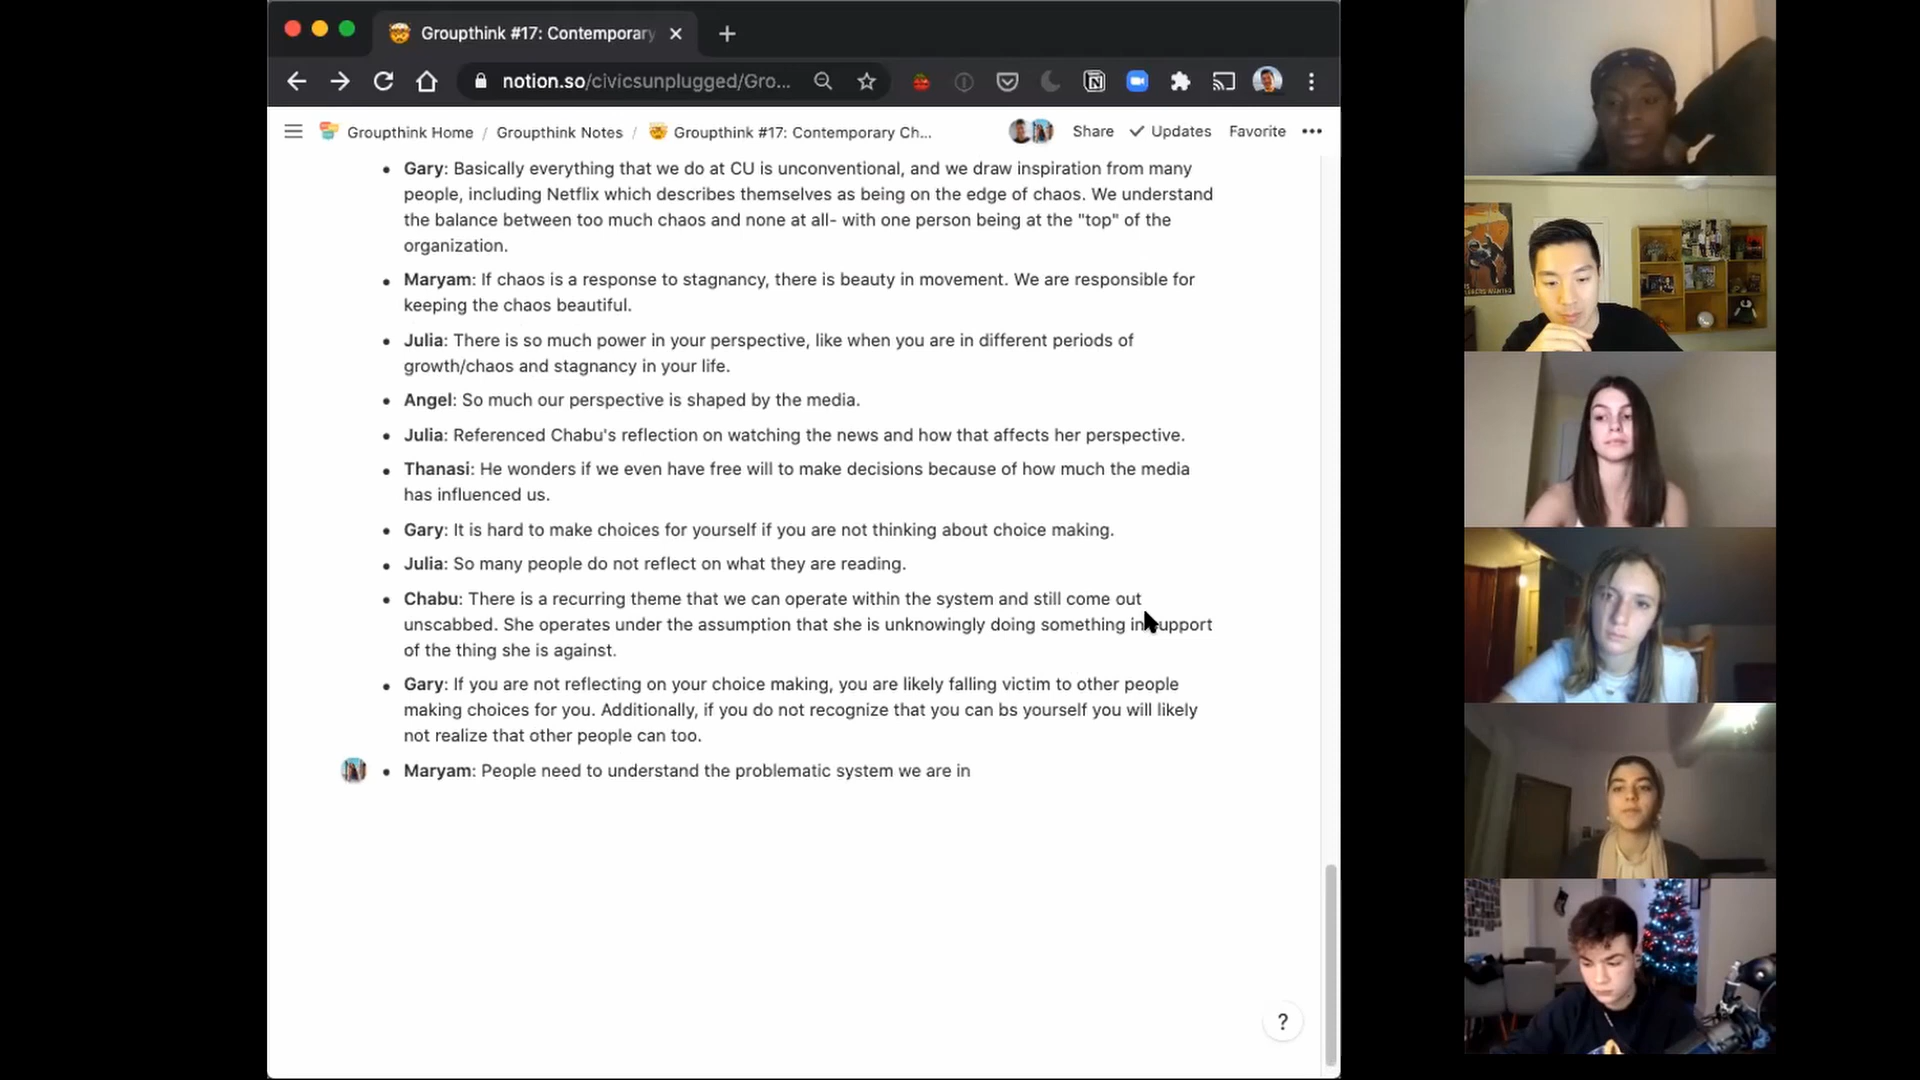 Groupthink #17: Contemporary
notion.so/civicsunplugged/Gro...
Groupthink Home / Groupthink Notes / Groupthink #17: Contemporary Ch... Share Updates Favorite
Gary: Basically everything that we do at CU is unconventional, and we draw inspiration from many
people, including Netflix which describes themselves as being on the edge of chaos. We understand
the balance between too much chaos and none at all- with one person being at the "top" of the
organization.
Maryam: If chaos is a response to stagnancy, there is beauty in movement. We are responsible for
keeping the chaos beautiful.
Julia: There is so much power in your perspective, like when you are in different periods of
growth/chaos and stagnancy in your life.
Angel: So much our perspective is shaped by the media.
Julia: Referenced Chabu's reflection on watching the news and how that affects her perspective.
Thanasi: He wonders if we even have free will to make decisions because of how much the media
has influenced us.
Gary: It is hard to make choices for yourself if you are not thinking about choice making.
Julia: So many people do not reflect on what they are reading.
Chabu: There is a recurring theme that we can operate within the system and still come out
unscabbed. She operates under the assumption that she is unknowingly doing something in support
of the thing she is against.
Gary: If you are not reflecting on your choice making, you are likely falling victim to other people
making choices for you. Additionally, if you do not recognize that you can bs yourself you will likely
not realize that other people can too.
Maryam: People need to understand the problematic system we are in
?